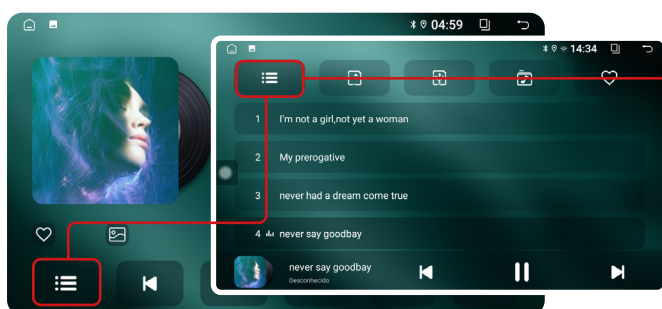 04:59
14:34
1 I'm not a girl,not yet a woman
2 My prerogative
3 never had a dream come true
4 never say goodbay
never say goodbay
Desconhecido